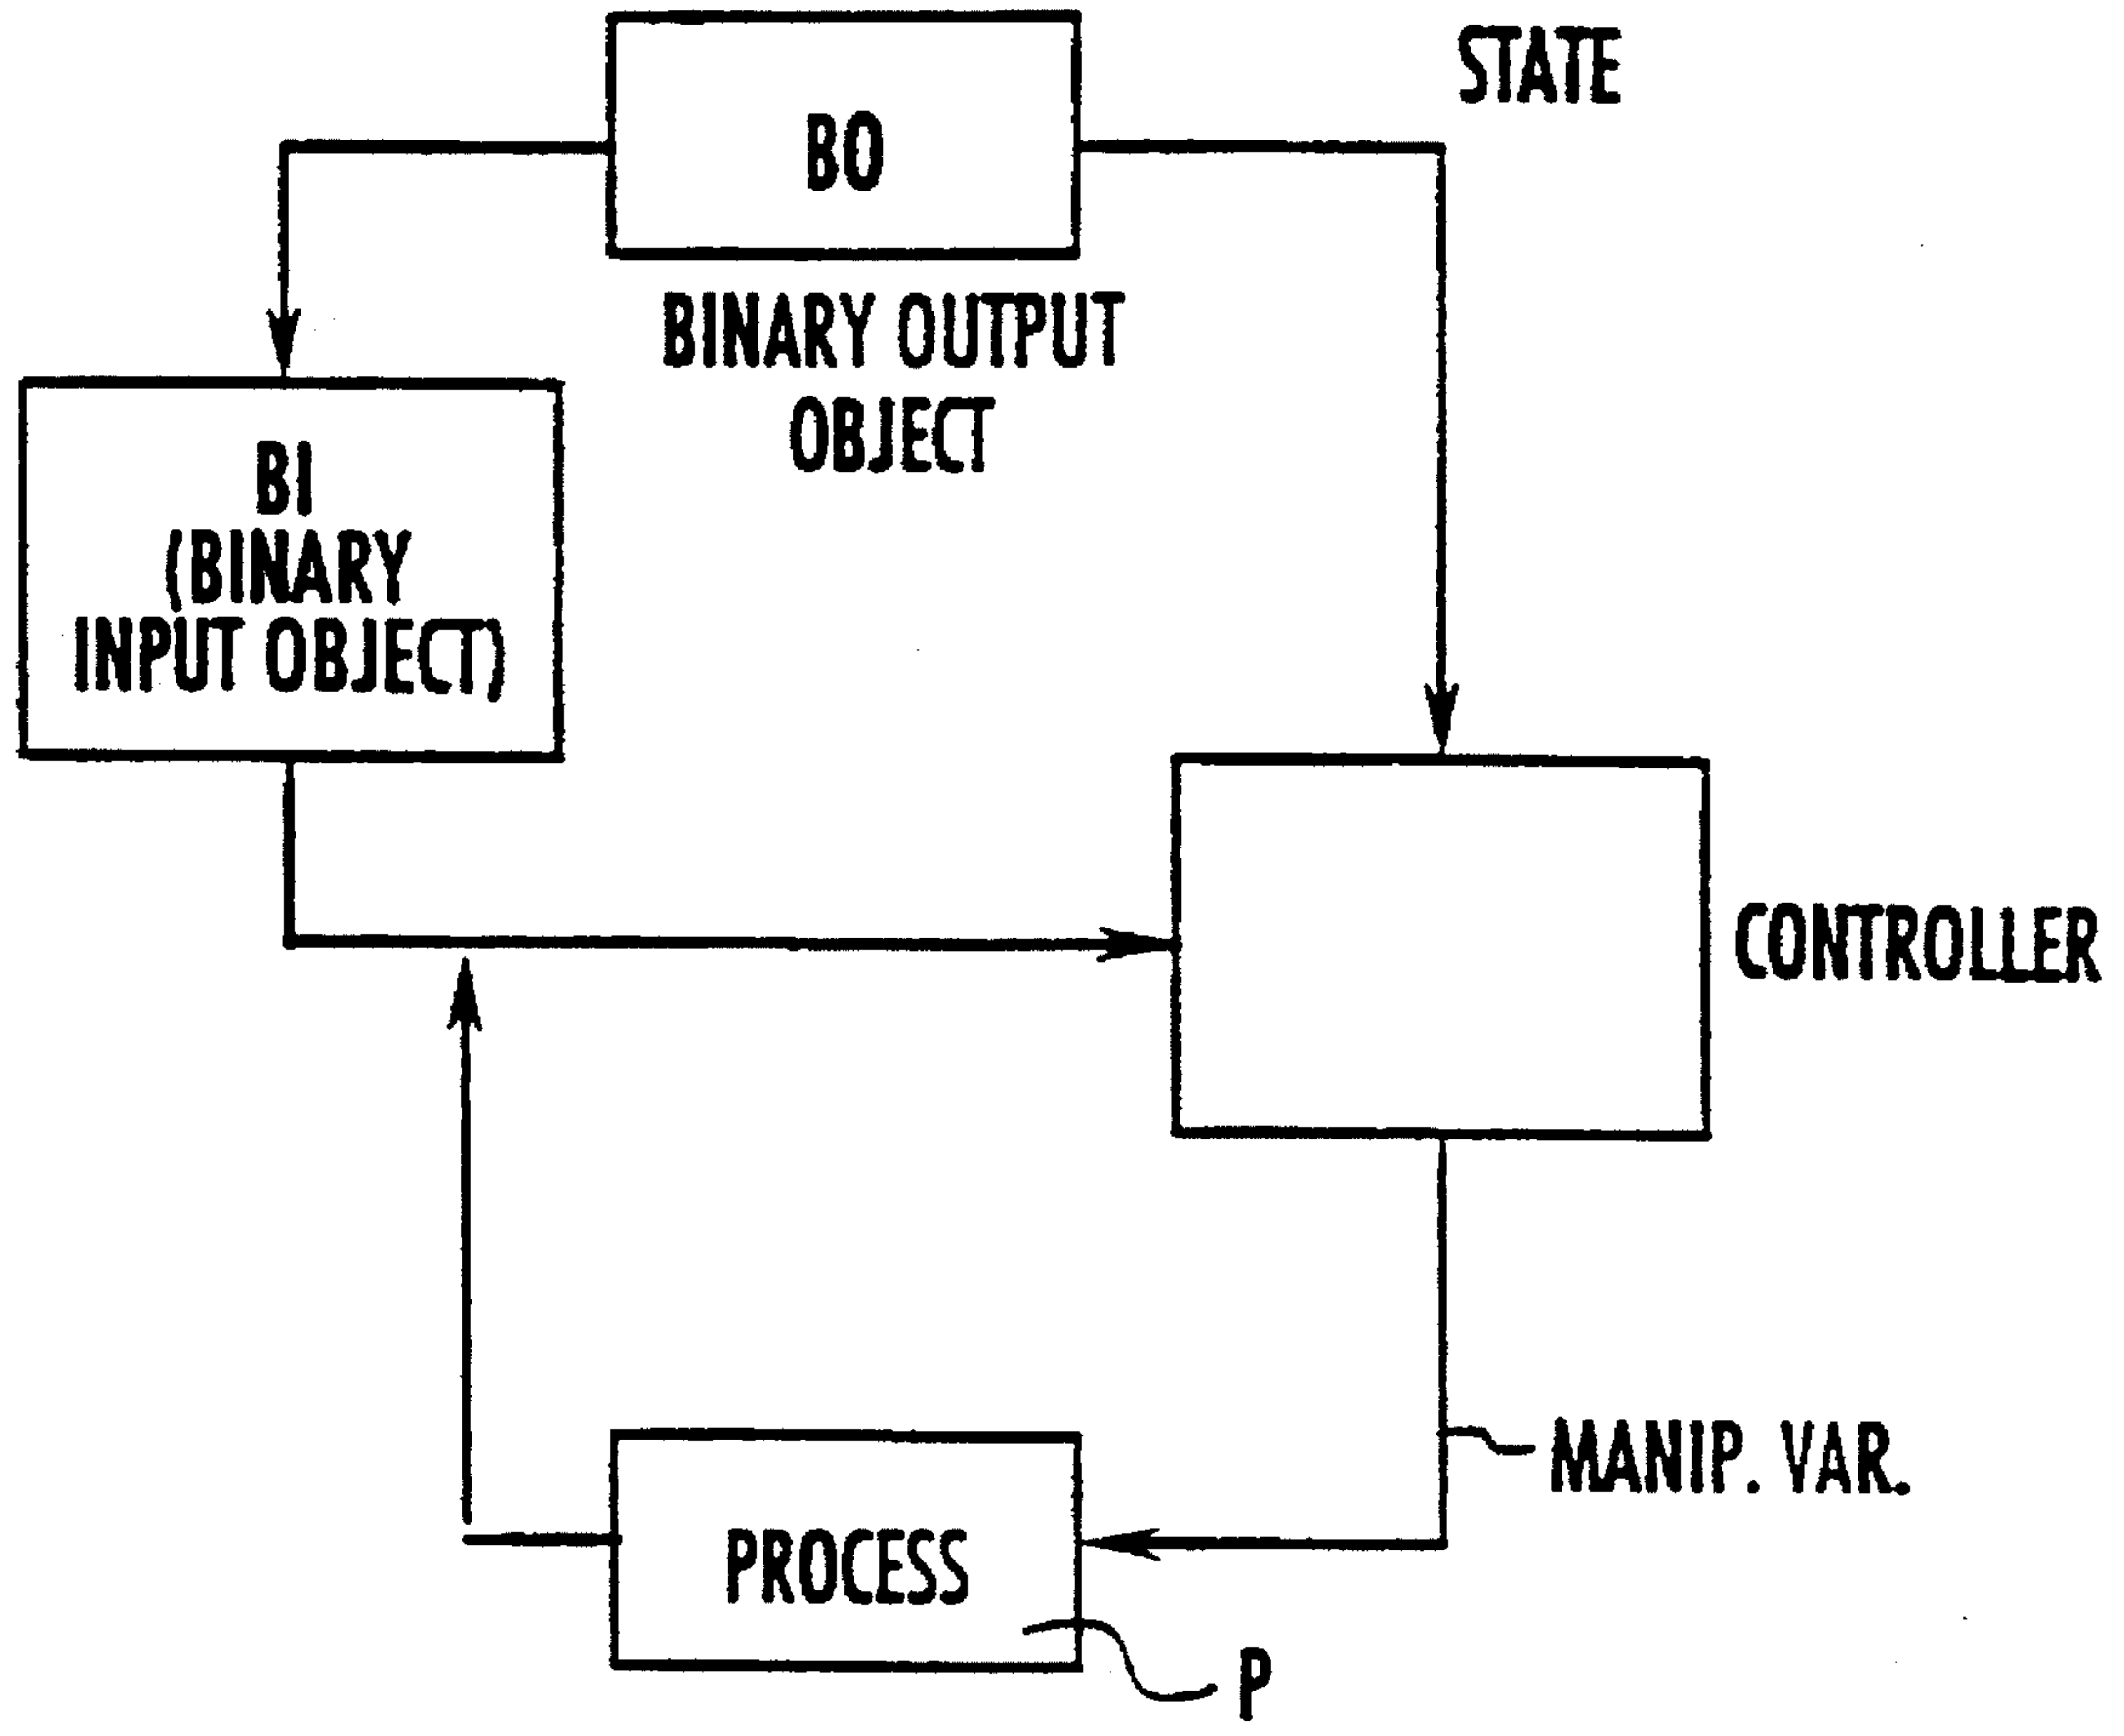 STATE
BO
BINARY OUTPUT
OBJECT
BI
(BINARY
INPUT OBJECT)
CONTROLLER
MANIP. VAR.
PROCESS
P